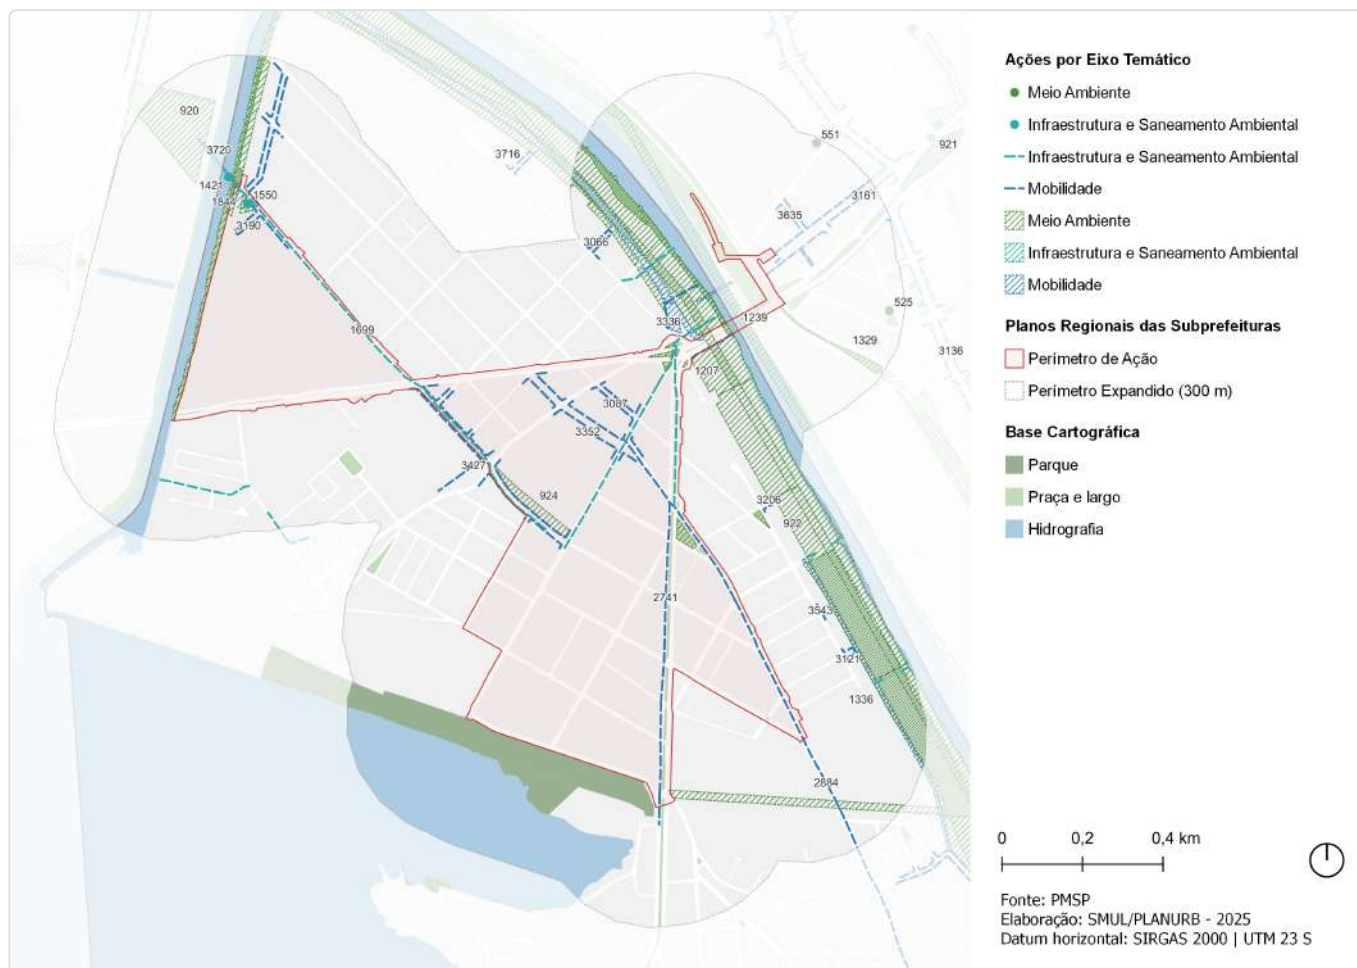 920
3720
1421
1844
1550
3190
3716
551
921
3161
3635
3066
3336
1239
525
1329
3136
1207
1699
3087
3352
3427
924
3206
922
2741
3543
3121
1336
2884
Ações por Eixo Temático
Meio Ambiente
Infraestrutura e Saneamento Ambiental
Infraestrutura e Saneamento Ambiental
Mobilidade
Meio Ambiente
Infraestrutura e Saneamento Ambiental
Mobilidade
Planos Regionais das Subprefeituras
Perímetro de Ação
Perímetro Expandido (300 m)
Base Cartográfica
Parque
Praça e largo
Hidrografia
0 0,2 0,4 km
Fonte: PMSP
Elaboração: SMUL/PLANURB - 2025
Datum horizontal: SIRGAS 2000 | UTM 23 S